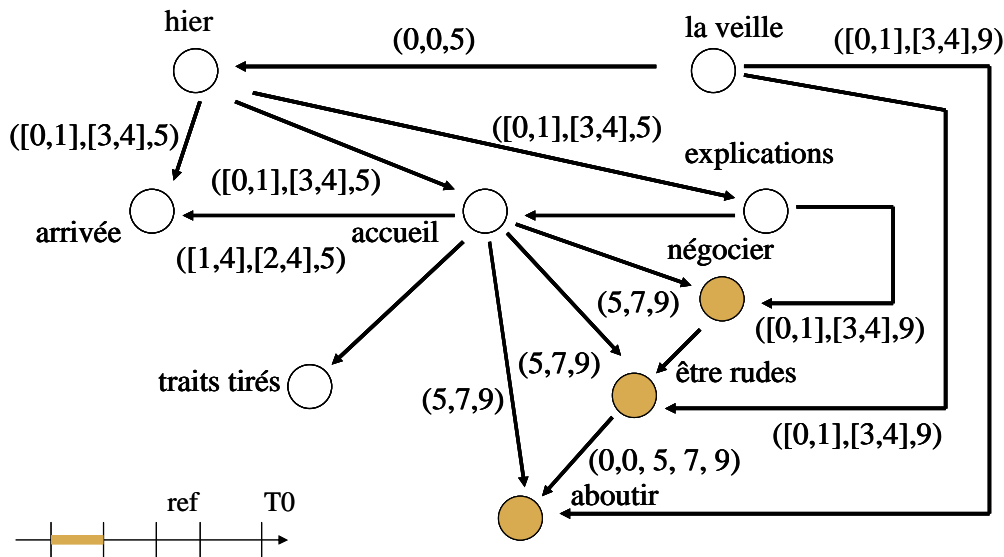 hier
la veille
(0,0,5)
([0,1],[3,4],9)
([0,1],[3,4],5)
([0,1],[3,4],5)
explications
([0,1],[3,4],5)
arrivée
accueil
négocier
([1,4],[2,4],5)
(5,7,9)
([0,1],[3,4],9)
traits tirés
(5,7,9)
être rudes
(5,7,9)
([0,1],[3,4],9)
(0,0, 5, 7, 9)
ref
T0
aboutir